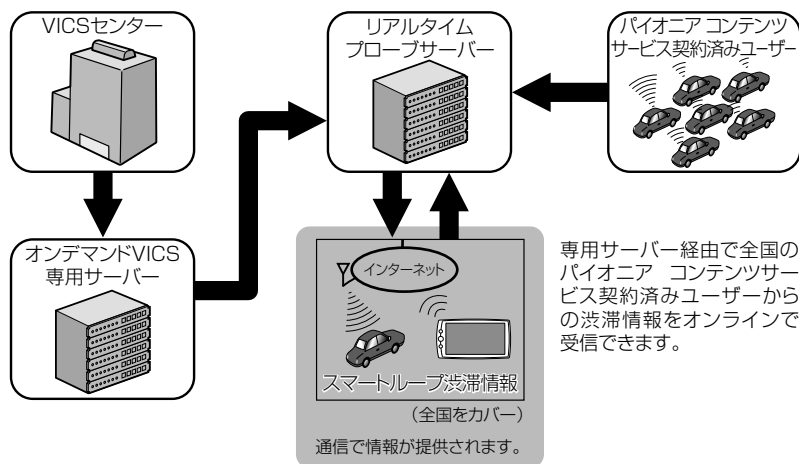 VICSセンター
リアルタイム
プローブサーバー
パイオニア コンテンツ
サービス契約済みユーザー
オンデマンドVICS
専用サーバー
インターネット
スマートループ渋滞情報
（全国をカバー）
通信で情報が提供されます。
専用サーバー経由で全国の
パイオニア　コンテンツサー
ビス契約済みユーザーから
の渋滞情報をオンラインで
受信できます。